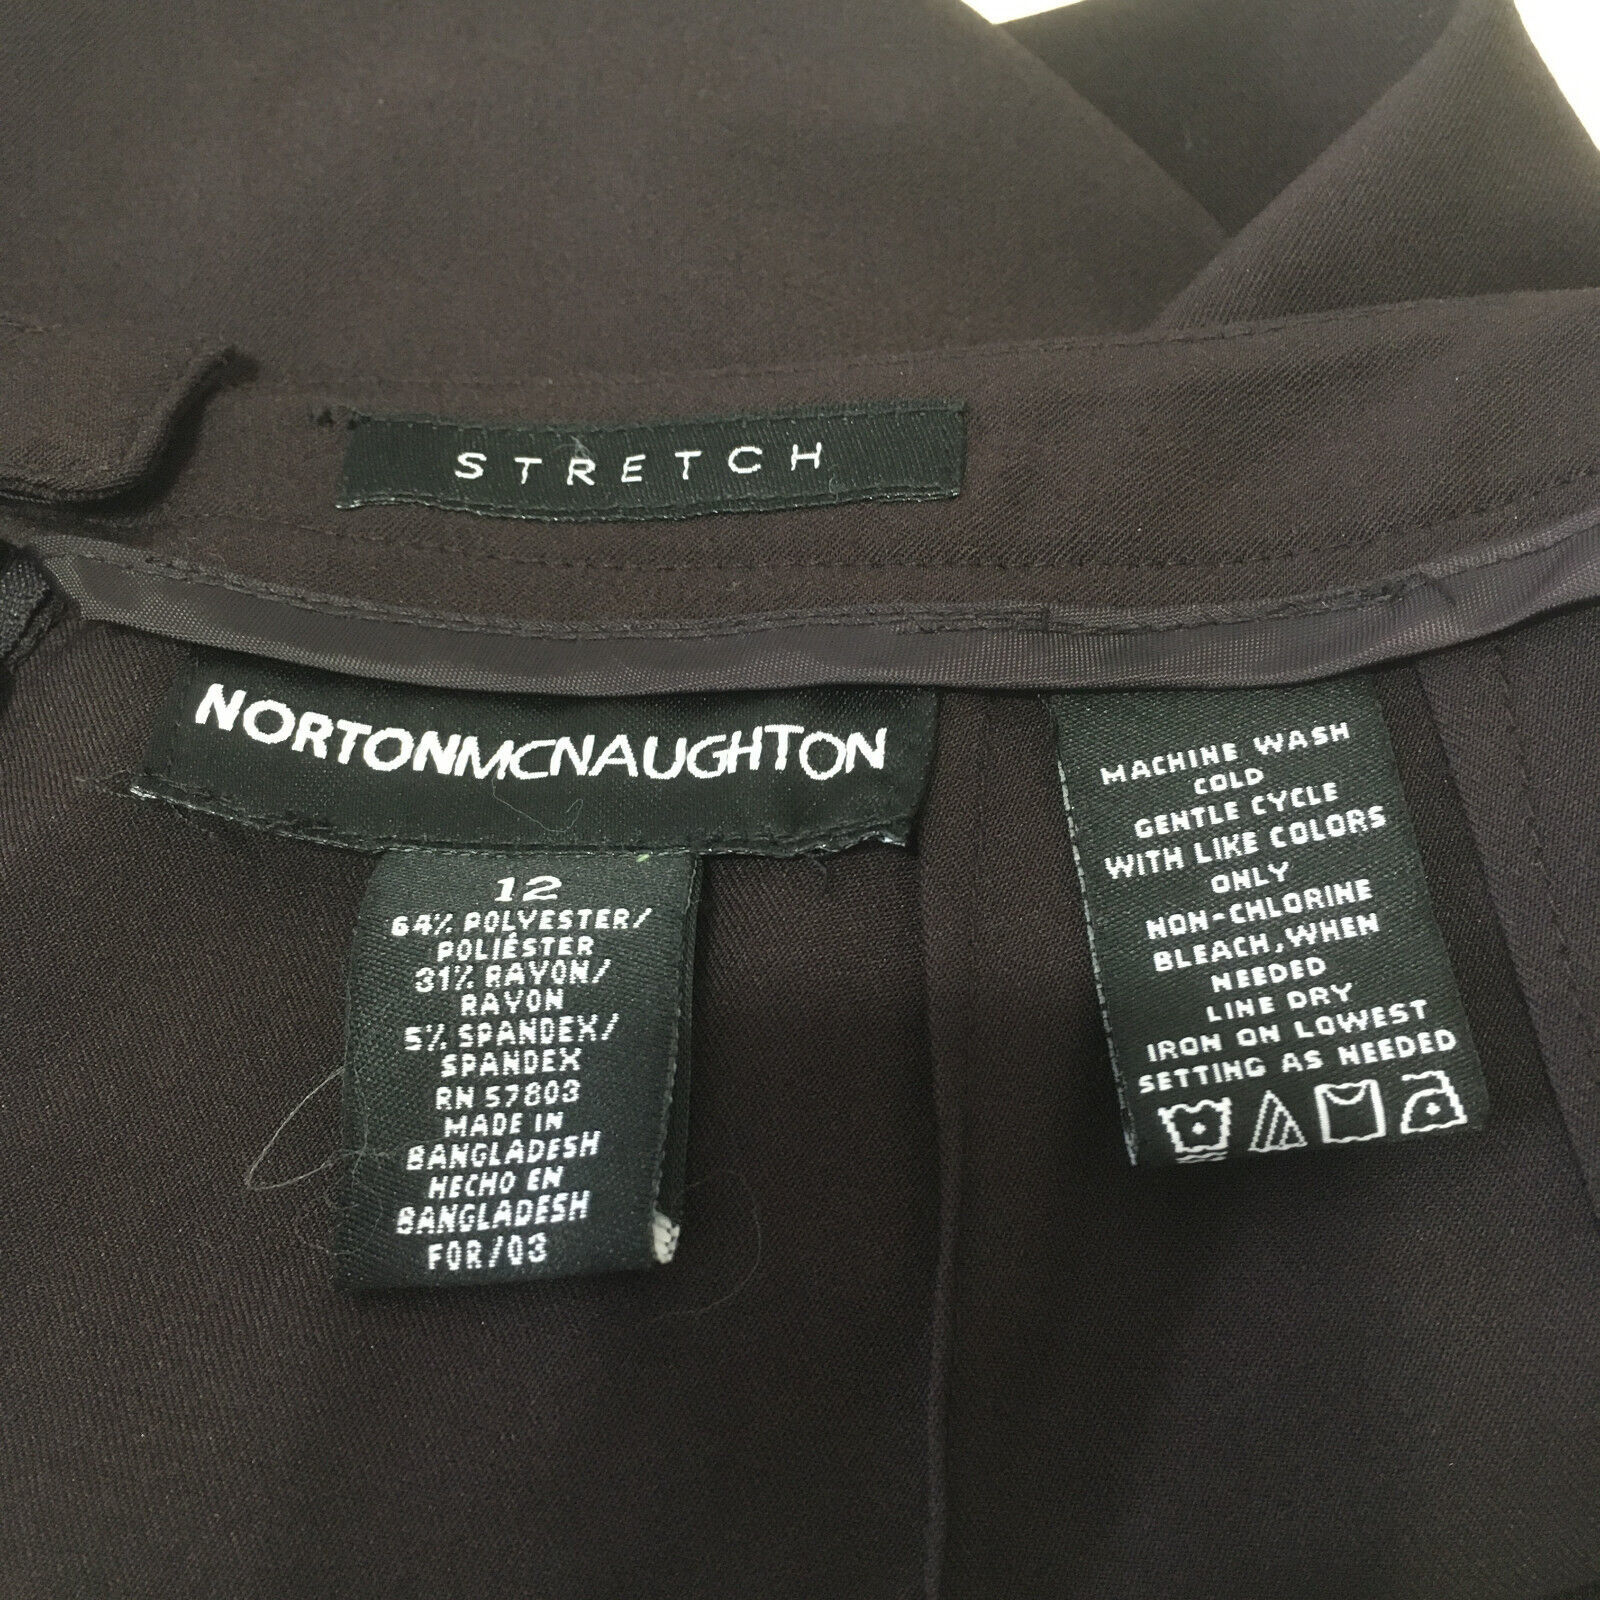 STRETCH
NORTONMCNAUGHTON
12
64% POLYESTER/
POLIÉSTER
31% RAYON/
RAYON
5% SPANDEX/
SPANDEX
RN 57803
MADE IN
BANGLADESH
HECHO EN
BANGLADESH
FOR/03
MACHINE WASH
COLD
GENTLE CYCLE
WITH LIKE COLORS
ONLY
NON-CHLORINE
BLEACH, WHEN
NEEDED
LINE DRY
IRON ON LOWEST
SETTING AS NEEDED